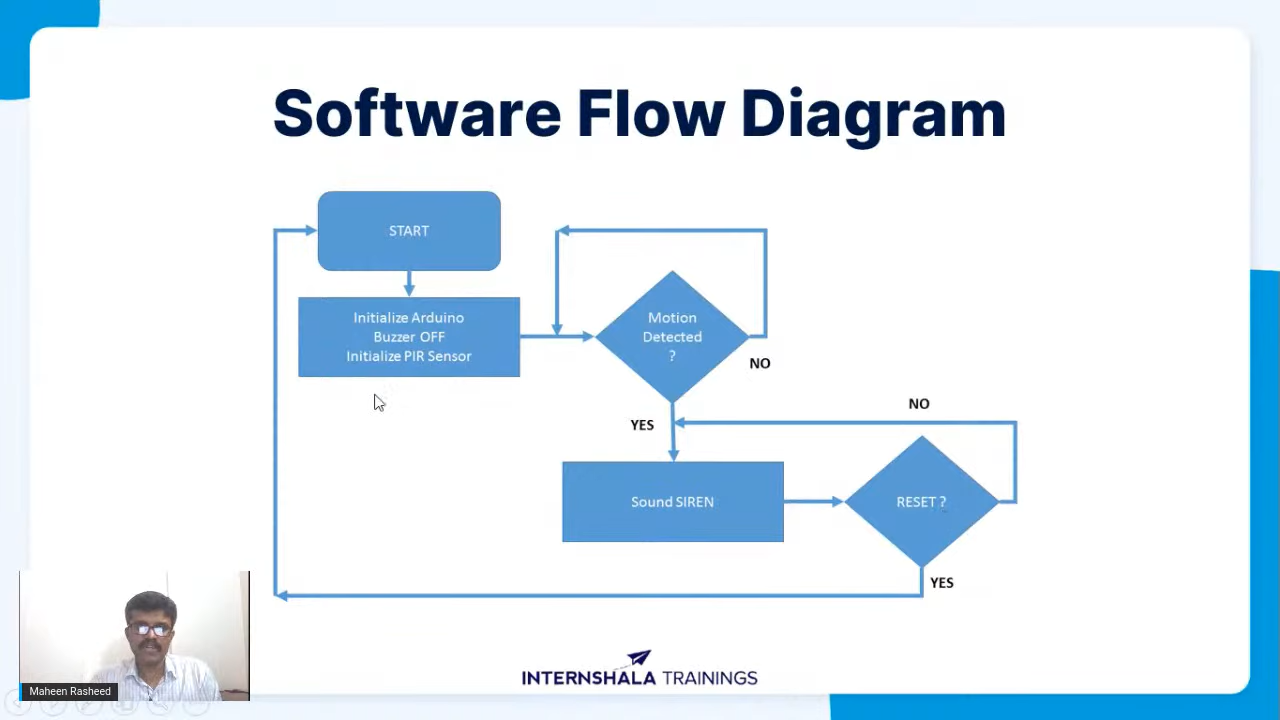 Software Flow Diagram
START
Initialize Arduino
Buzzer OFF
Initialize PIR Sensor
Motion
Detected
?
NO
YES
NO
Sound SIREN
RESET ?
YES
INTERNSHALA TRAININGS
Maheen Rasheed